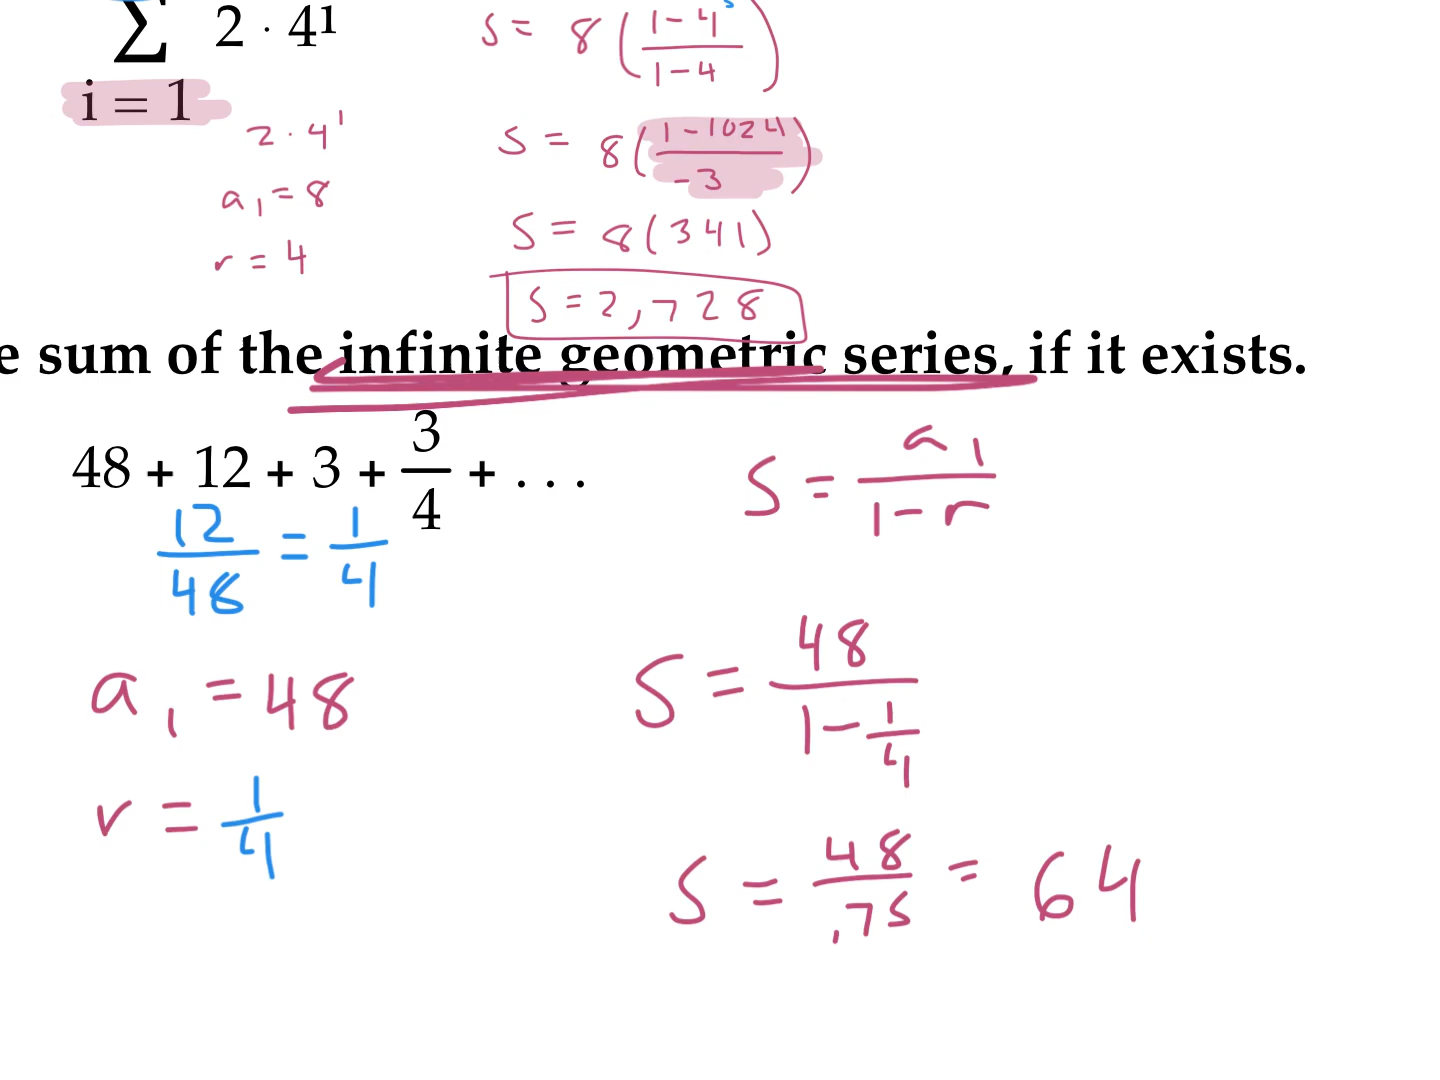 ∑ 2 · 4¹
i = 1
S = 8 ( (1 - 4⁵) / (1 - 4) )
2 · 4¹
S = 8 ( (1 - 1024) / -3 )
a₁ = 8
S = 8 ( 341 )
r = 4
S = 2,728
e sum of the infinite geometric series, if it exists.
48 + 12 + 3 + 3/4 + . . .
S = a₁ / (1 - r)
12/48 = 1/4
a₁ = 48
S = 48 / (1 - 1/4)
r = 1/4
S = 48 / .75 = 64